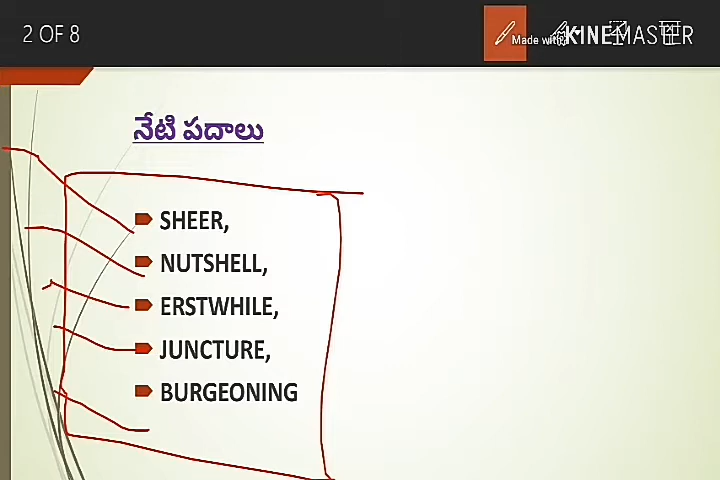 2 OF 8
Made with KINEMASTER
నేటి పదాలు
SHEER,
NUTSHELL,
ERSTWHILE,
JUNCTURE,
BURGEONING